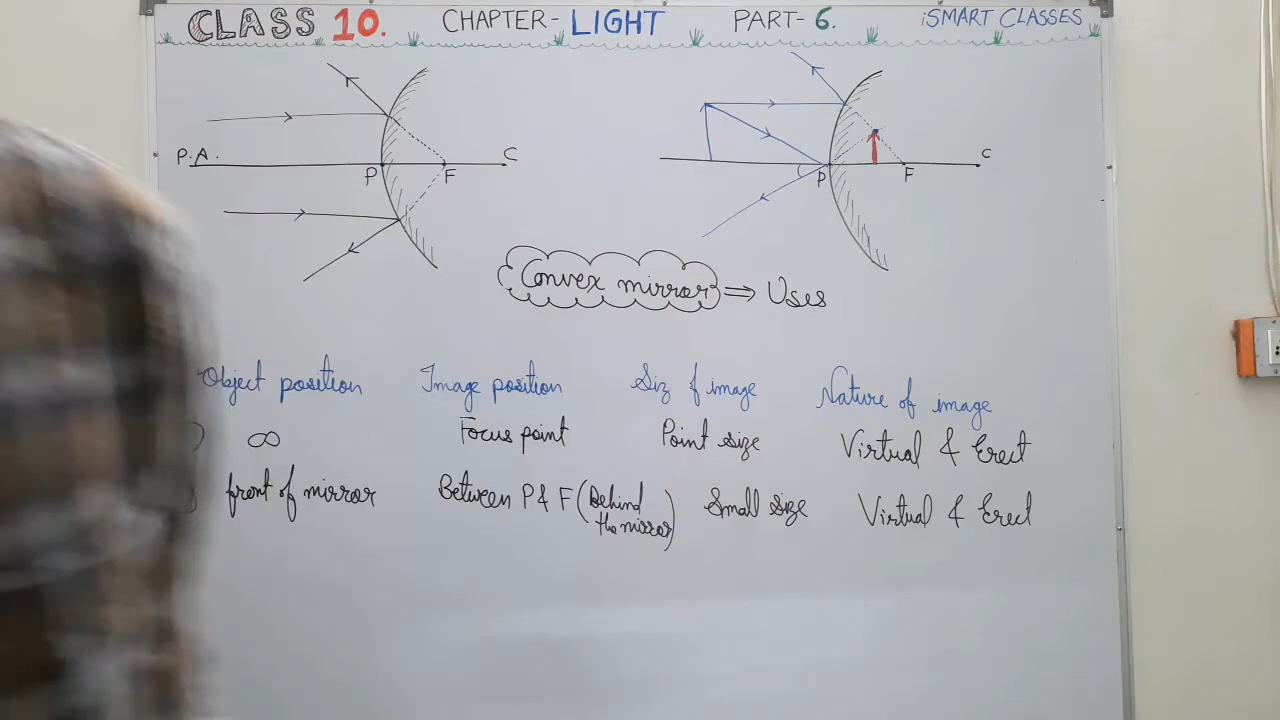 CLASS 10. CHAPTER- LIGHT PART- 6. iSMART CLASSES
P.A. P F C
P F C
Convex mirror ⇒ Uses
Object position Image position Siz of image Nature of image
∞ Focus point Point size Virtual & Erect
front of mirror Between P & F (Behind the mirror) Small size Virtual & Erect